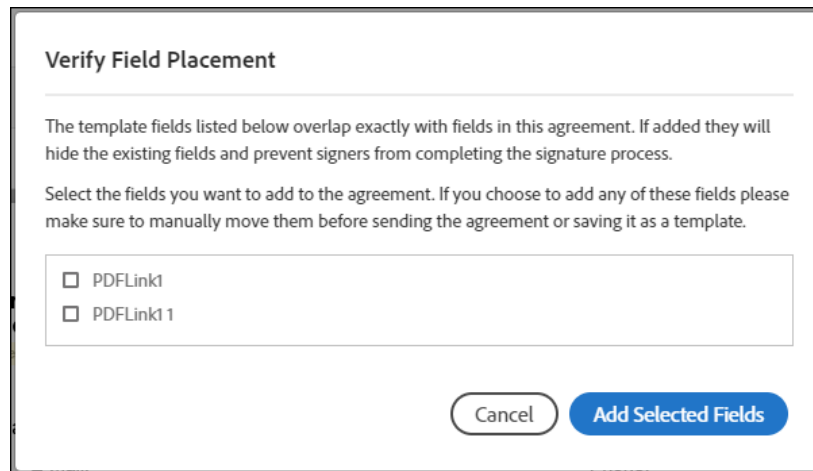 Verify Field Placement
The template fields listed below overlap exactly with fields in this agreement. If added they will
hide the existing fields and prevent signers from completing the signature process.
Select the fields you want to add to the agreement. If you choose to add any of these fields please
make sure to manually move them before sending the agreement or saving it as a template.
PDFLink1
PDFLink11
Cancel Add Selected Fields